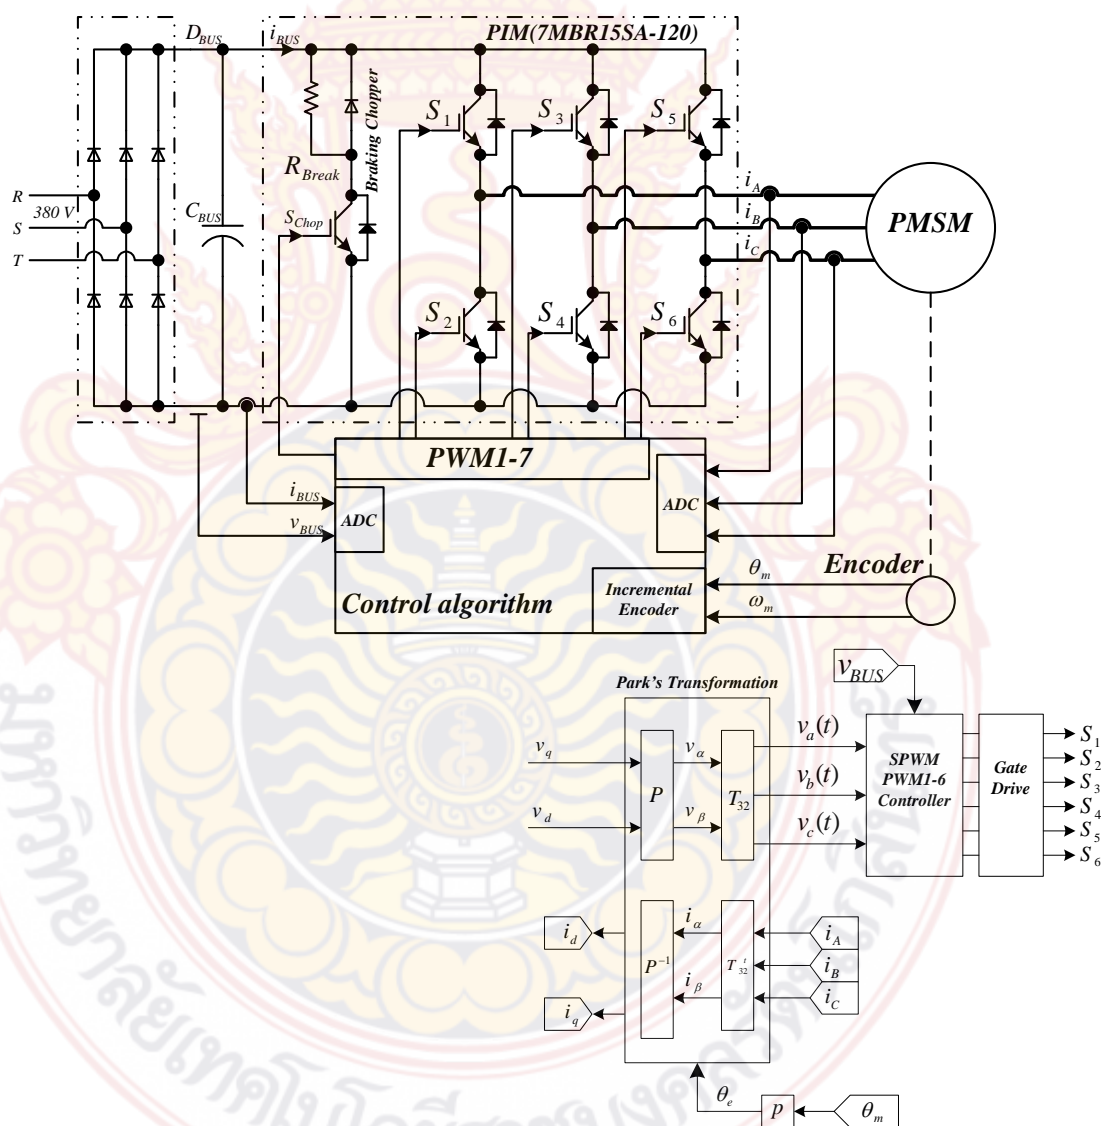 D_BUS i_BUS PIM(7MBR15SA-120)
S_1 S_3 S_5
Braking Chopper
R_Break
R
380 V
S
T
C_BUS
S_Chop
i_A
i_B
i_C
PMSM
S_2 S_4 S_6
PWM1-7
i_BUS
v_BUS
ADC
ADC
Control algorithm
Incremental
Encoder
θ_m
ω_m
Encoder
v_BUS
Park's Transformation
v_q
v_d
P
v_α
v_β
T_32
v_a(t)
v_b(t)
v_c(t)
SPWM
PWM1-6
Controller
Gate
Drive
S_1
S_2
S_3
S_4
S_5
S_6
i_d
i_q
P^-1
i_α
i_β
T_32^t
i_A
i_B
i_C
θ_e
p
θ_m